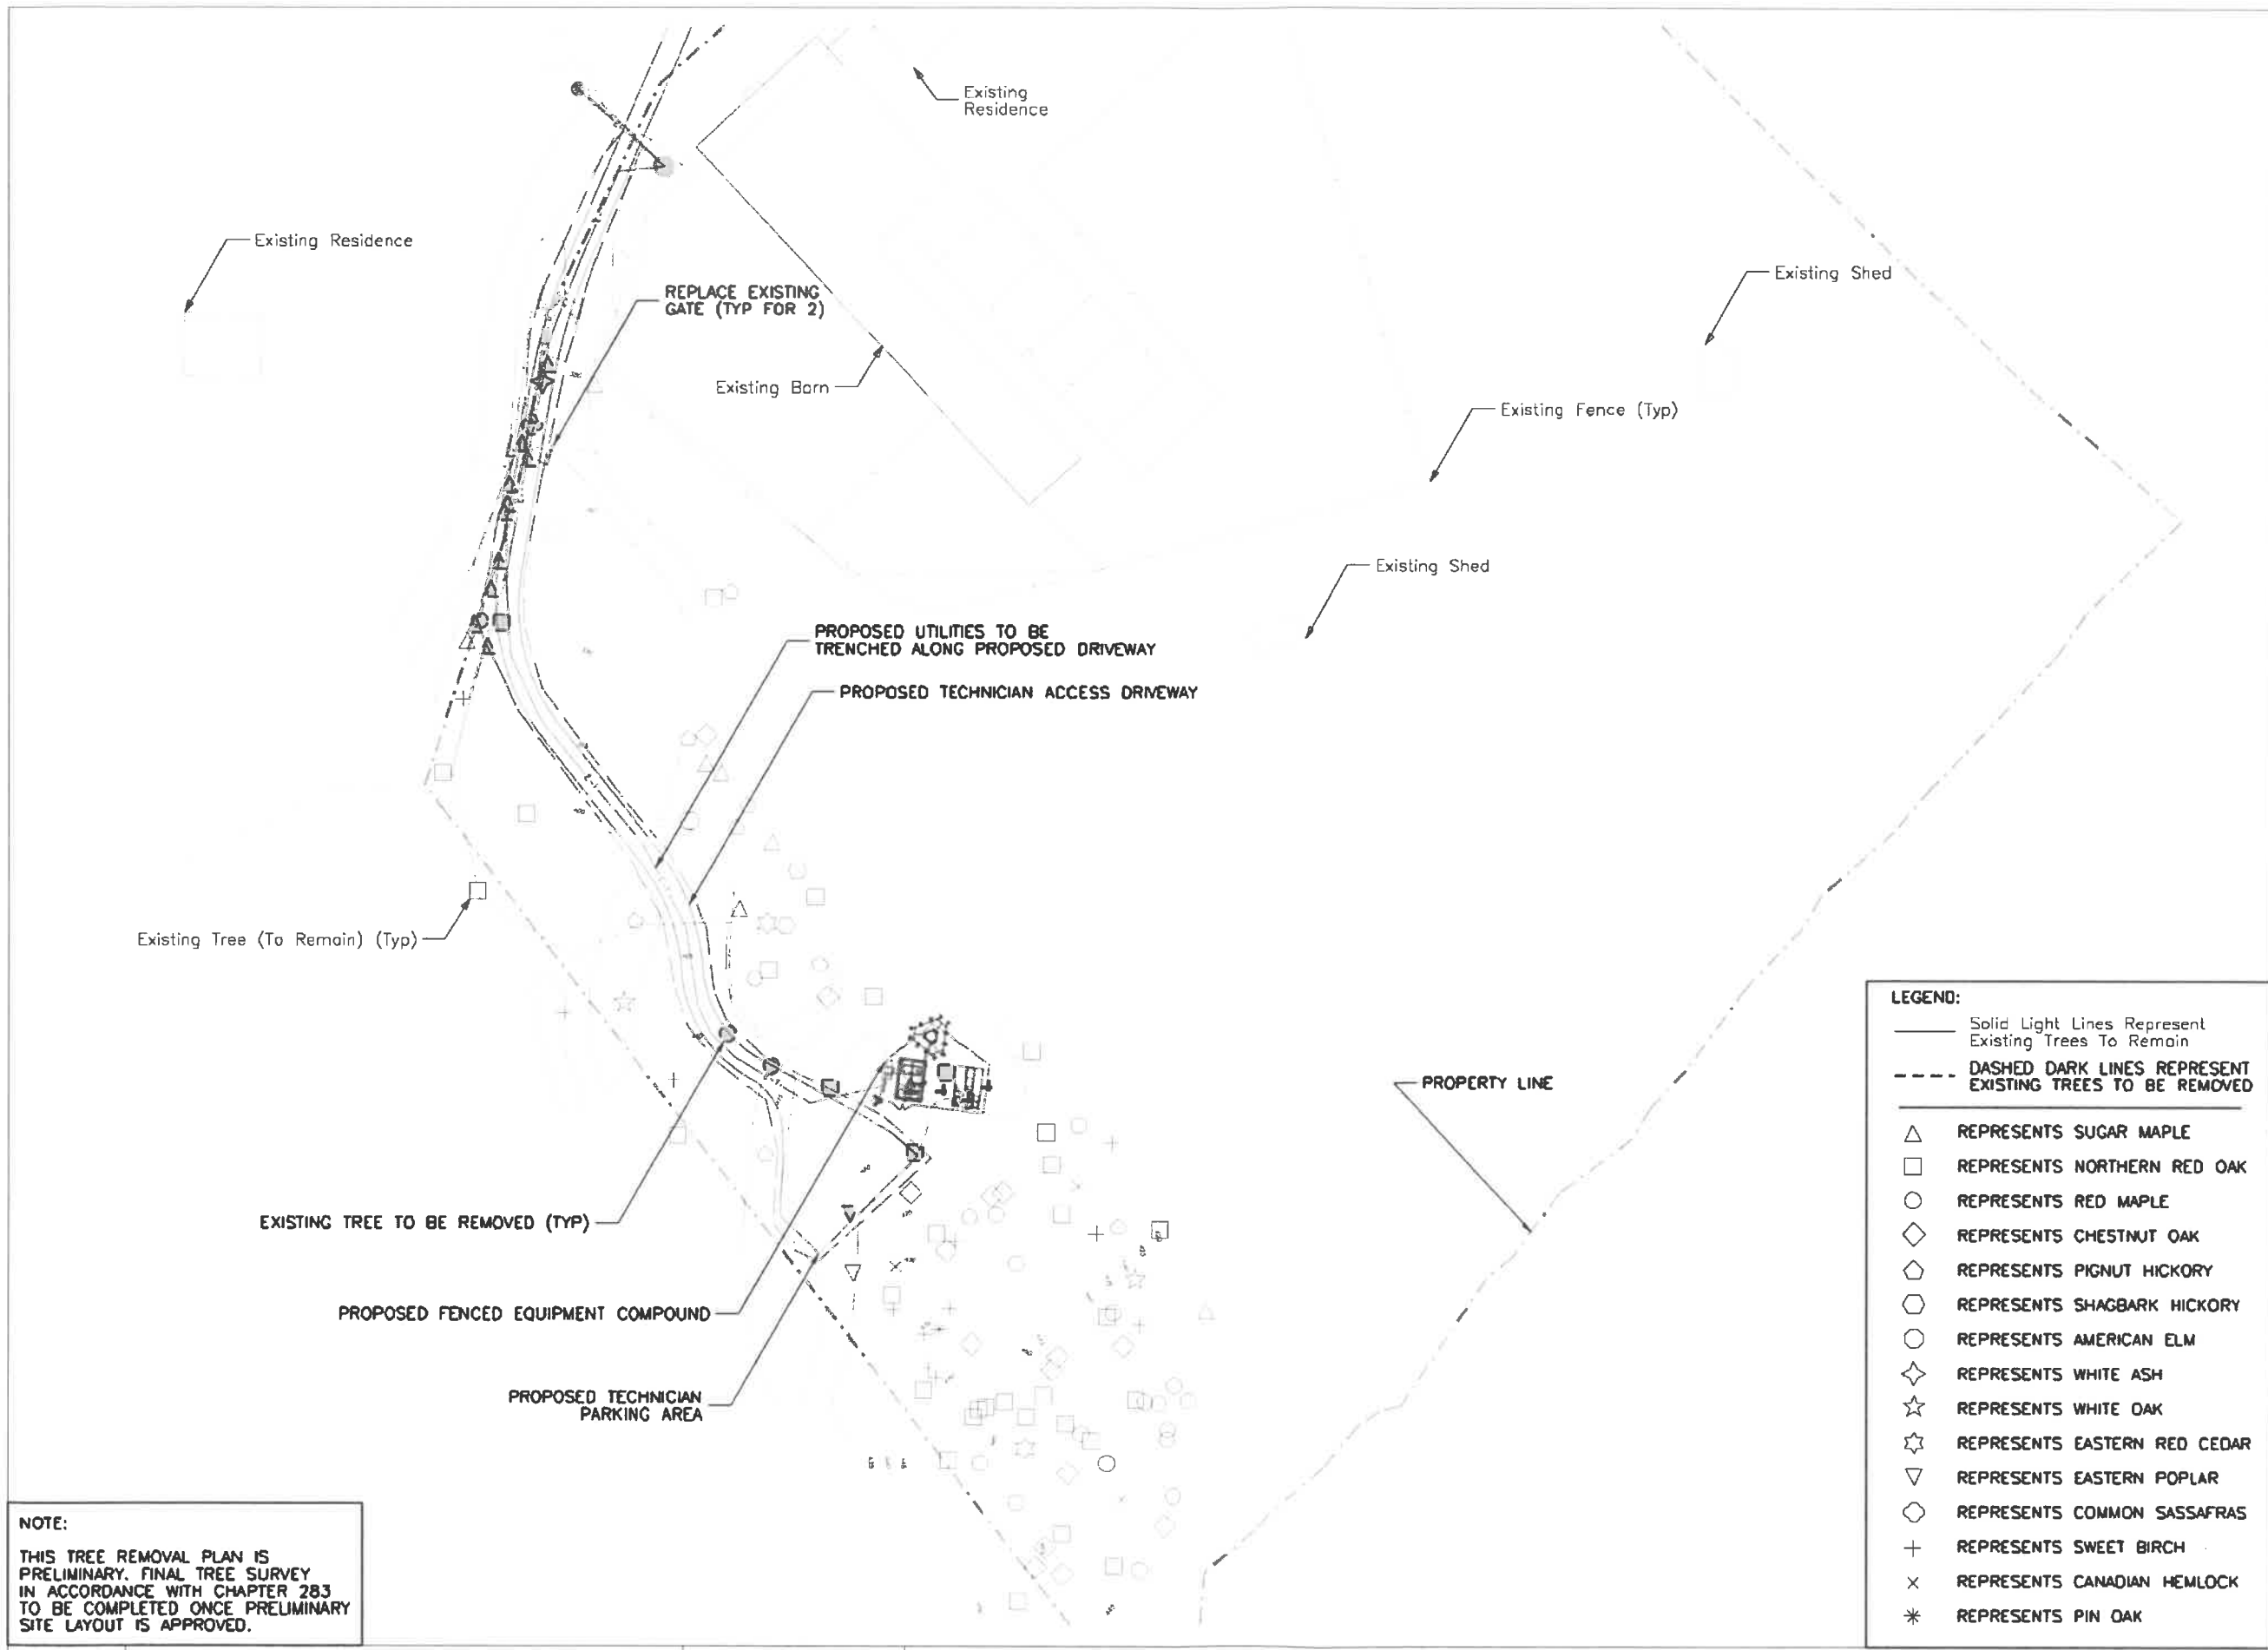 Existing
Residence
Existing Residence
Existing Shed
REPLACE EXISTING
GATE (TYP FOR 2)
Existing Barn
Existing Fence (Typ)
Existing Shed
PROPOSED UTILITIES TO BE
TRENCHED ALONG PROPOSED DRIVEWAY
PROPOSED TECHNICIAN ACCESS DRIVEWAY
Existing Tree (To Remain) (Typ)
PROPERTY LINE
EXISTING TREE TO BE REMOVED (TYP)
PROPOSED FENCED EQUIPMENT COMPOUND
PROPOSED TECHNICIAN
PARKING AREA
LEGEND:
Solid Light Lines Represent
Existing Trees To Remain
DASHED DARK LINES REPRESENT
EXISTING TREES TO BE REMOVED
REPRESENTS SUGAR MAPLE
REPRESENTS NORTHERN RED OAK
REPRESENTS RED MAPLE
REPRESENTS CHESTNUT OAK
REPRESENTS PIGNUT HICKORY
REPRESENTS SHAGBARK HICKORY
REPRESENTS AMERICAN ELM
REPRESENTS WHITE ASH
REPRESENTS WHITE OAK
REPRESENTS EASTERN RED CEDAR
REPRESENTS EASTERN POPLAR
REPRESENTS COMMON SASSAFRAS
REPRESENTS SWEET BIRCH
REPRESENTS CANADIAN HEMLOCK
REPRESENTS PIN OAK
NOTE:
THIS TREE REMOVAL PLAN IS
PRELIMINARY. FINAL TREE SURVEY
IN ACCORDANCE WITH CHAPTER 283
TO BE COMPLETED ONCE PRELIMINARY
SITE LAYOUT IS APPROVED.